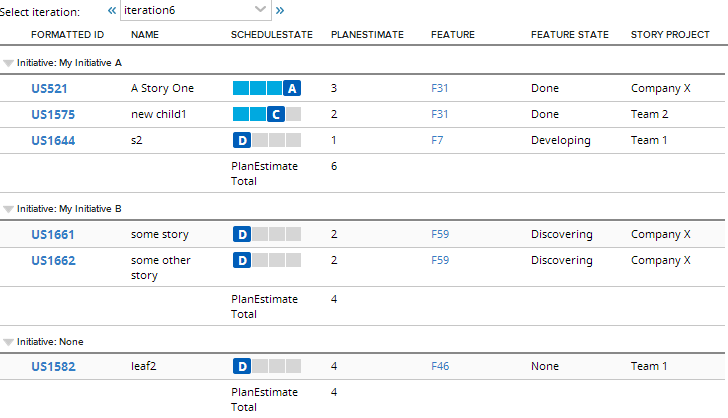 Select iteration: « iteration6 »
FORMATTED ID NAME SCHEDULESTATE PLANESTIMATE FEATURE FEATURE STATE STORY PROJECT
Initiative: My Initiative A
US521 A Story One A 3 F31 Done Company X
US1575 new child1 C 2 F31 Done Team 2
US1644 s2 D 1 F7 Developing Team 1
PlanEstimate 6
Total
Initiative: My Initiative B
US1661 some story D 2 F59 Discovering Company X
US1662 some other D 2 F59 Discovering Company X
story
PlanEstimate 4
Total
Initiative: None
US1582 leaf2 D 4 F46 None Team 1
PlanEstimate 4
Total